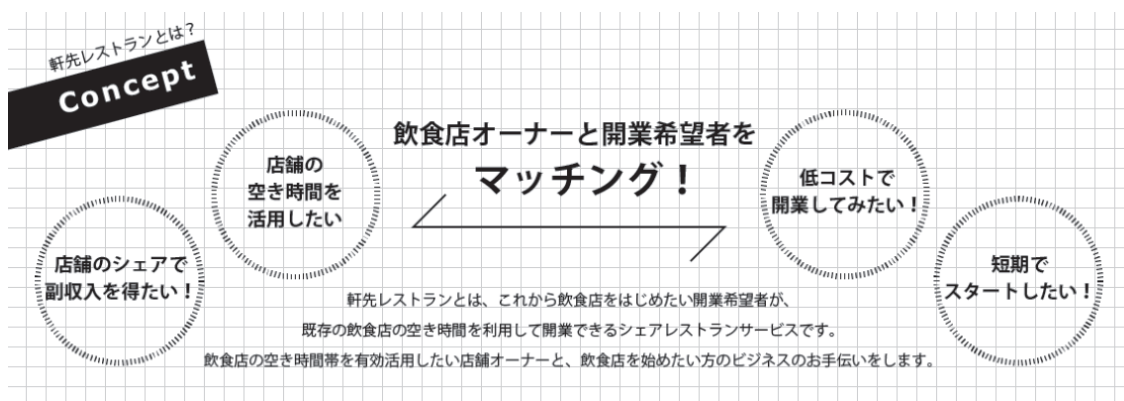 軒先レストランとは？
Concept
飲食店オーナーと開業希望者を
マッチング！
店舗の
空き時間を
活用したい
店舗のシェアで
副収入を得たい！
低コストで
開業してみたい！
短期で
スタートしたい！
軒先レストランとは、これから飲食店をはじめたい開業希望者が、
既存の飲食店の空き時間を利用して開業できるシェアレストランサービスです。
飲食店の空き時間帯を有効活用したい店舗オーナーと、飲食店を始めたい方のビジネスのお手伝いをします。